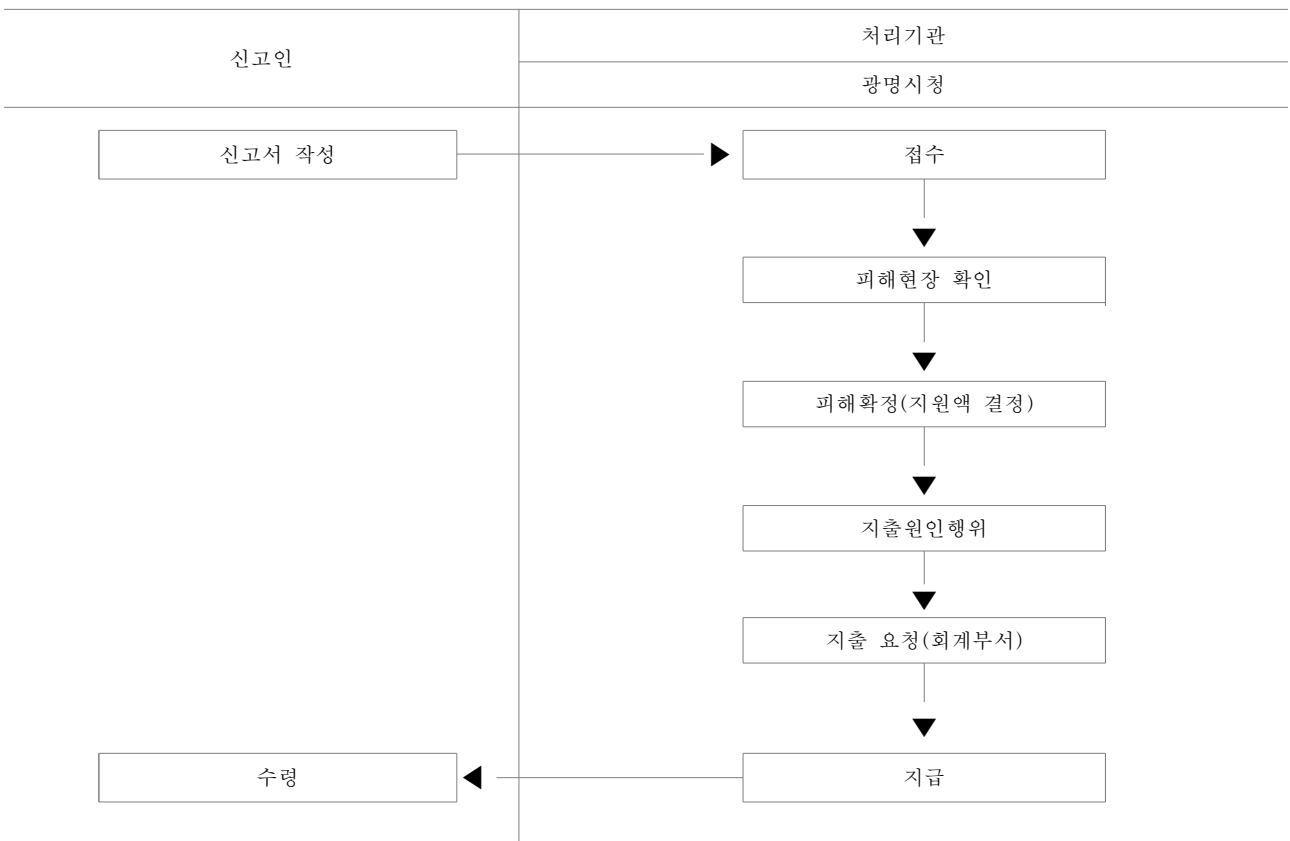 신고인
처리기관
광명시청
신고서 작성
접수
피해현장 확인
피해확정(지원액 결정)
지출원인행위
지출 요청(회계부서)
수령
지급